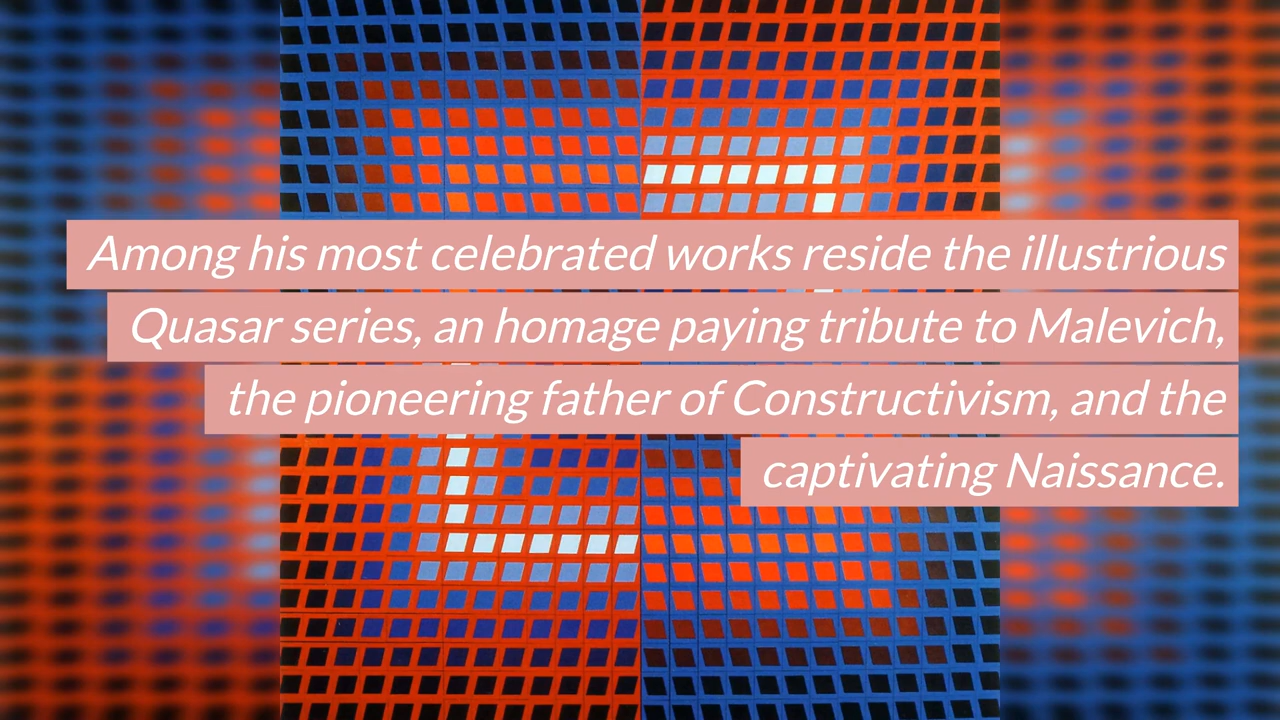 Among his most celebrated works reside the illustrious
Quasar series, an homage paying tribute to Malevich,
the pioneering father of Constructivism, and the
captivating Naissance.